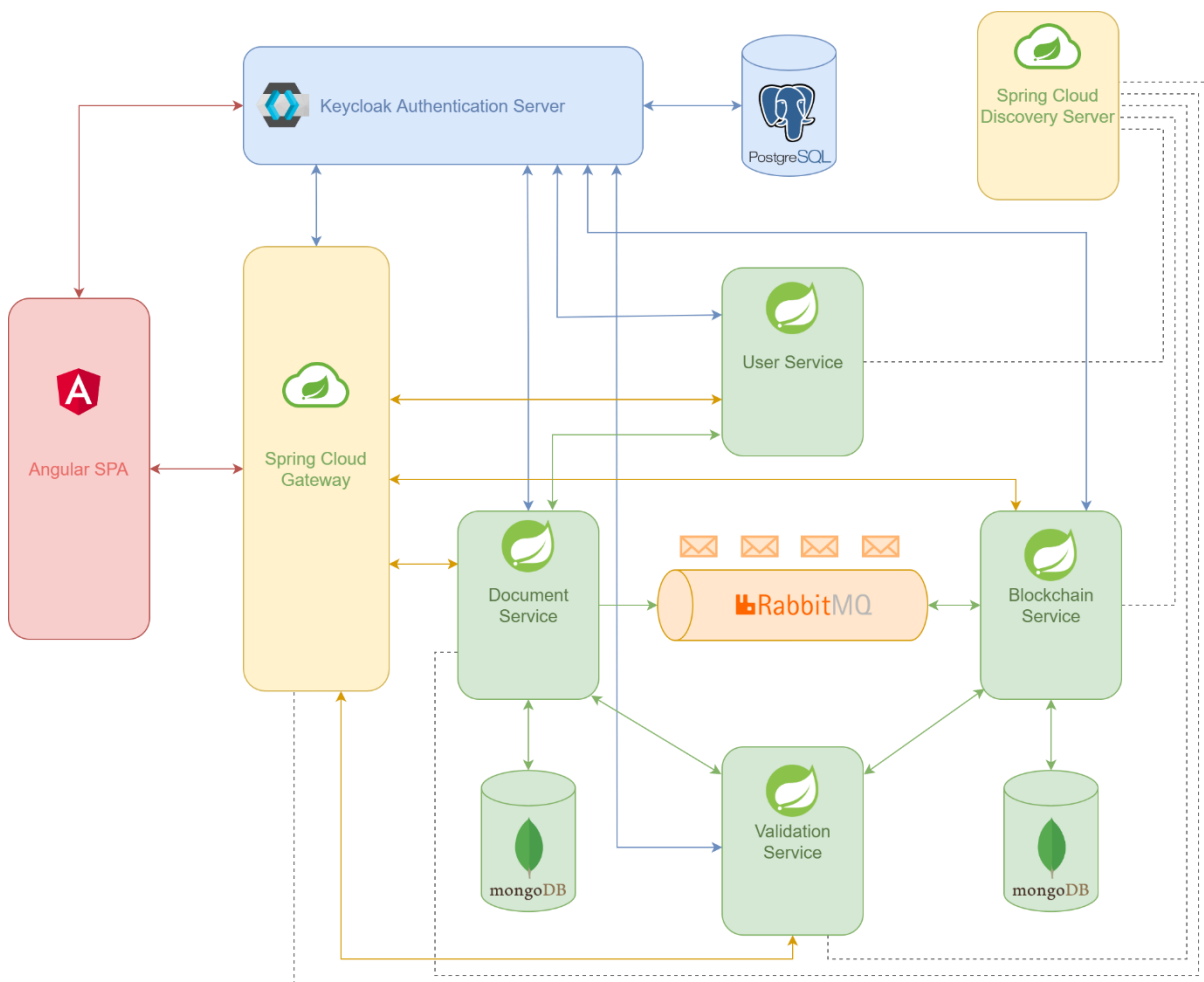 Keycloak Authentication Server
PostgreSQL
Spring Cloud
Discovery Server
Angular SPA
Spring Cloud
Gateway
User Service
Document
Service
RabbitMQ
Blockchain
Service
Validation
Service
mongoDB
mongoDB